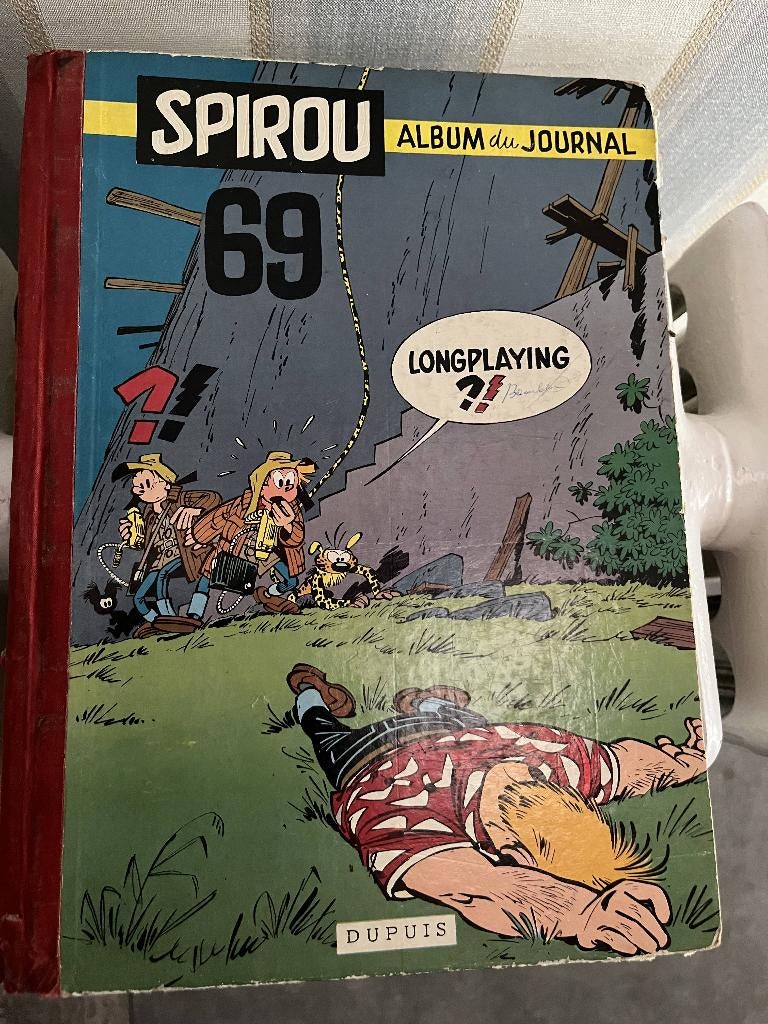 SPIROU
ALBUM du JOURNAL
69
?!
LONGPLAYING
?!
DUPUIS